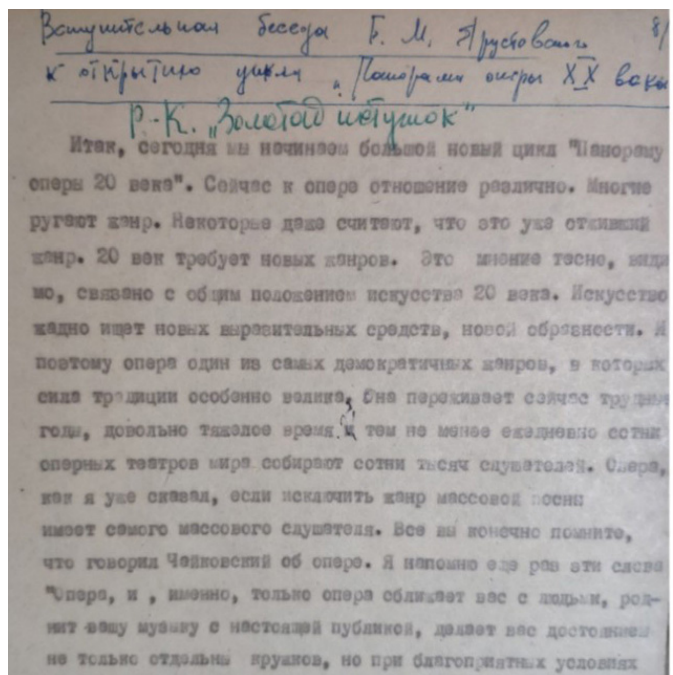 Вступительная беседа Б. М. Ярустовского 8/
к открытию цикла „Панорама оперы XX века
Р.-К. „Золотой петушок"
Итак, сегодня мы начинаем большой новый цикл "Панораму
оперы 20 века". Сейчас к опере отношение различно. Многие
ругают жанр. Некоторые даже считают, что это уже отживший
жанр. 20 век требует новых жанров. Это мнение тесно, види
мо, связано с общим положением искусства 20 века. Искусство
жадно ищет новых выразительных средств, новой образности. И
поэтому опера один из самых демократичных жанров, в которых
сила традиции особенно велика, Она переживает сейчас трудные
годы, довольно тяжелое время и тем не менее ежедневно сотни
оперных театров мира собирают сотни тысяч слушателей. Опера,
как я уже сказал, если исключить жанр массовой песни
имеет самого массового слушателя. Все вы конечно помните,
что говорил Чайковский об опере. Я напомню еще раз эти слова
"Опера, и , именно, только опера сближает вас с людьми, род-
нит вашу музыку с настоящей публикой, делает вас достоянием
не только отдельны кружков, но при благоприятных условиях